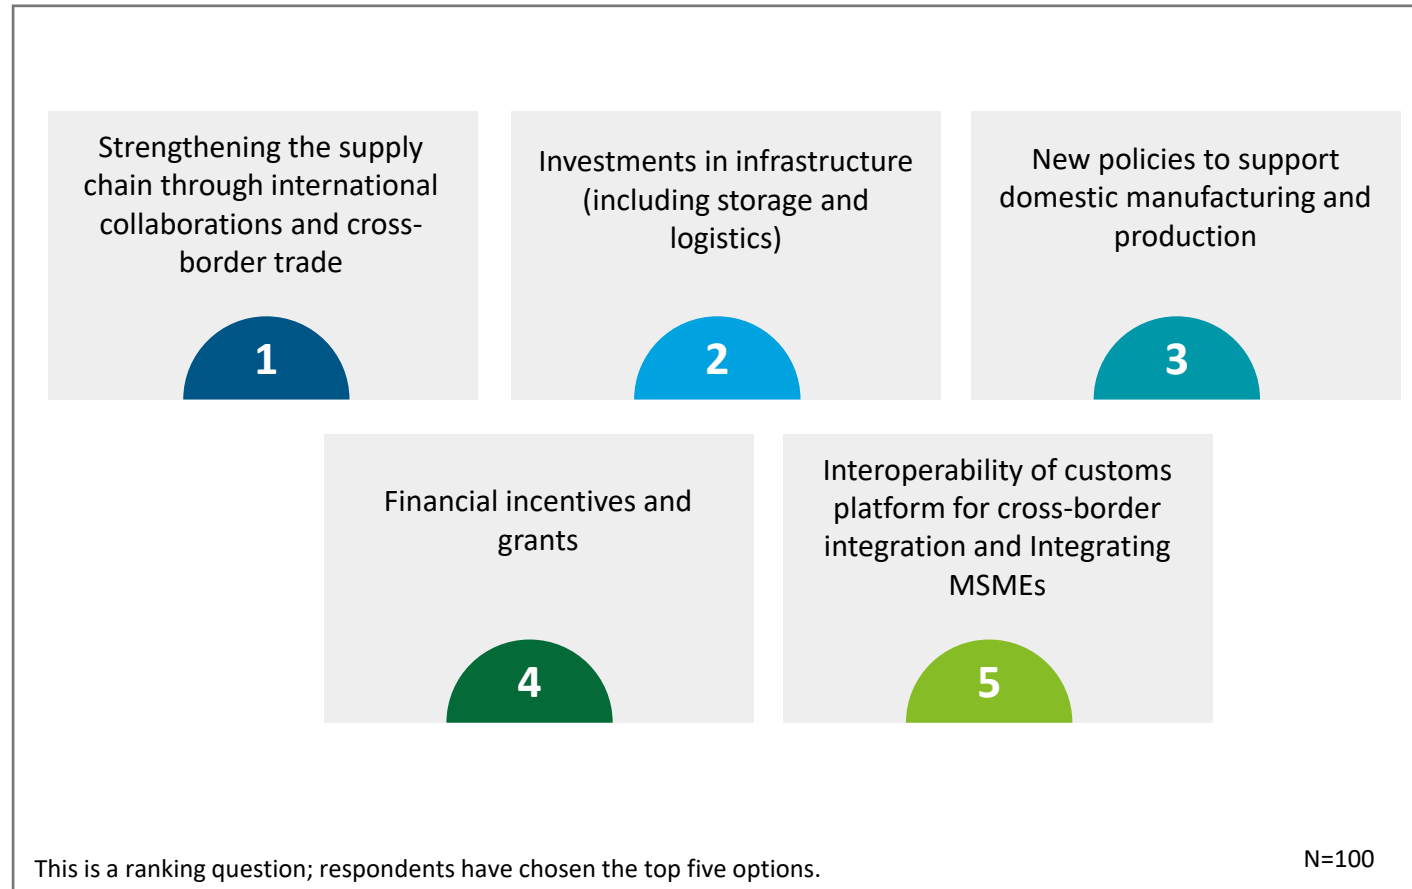 Strengthening the supply
chain through international
collaborations and cross-
border trade
1
Investments in infrastructure
(including storage and
logistics)
2
New policies to support
domestic manufacturing and
production
3
Financial incentives and
grants
4
Interoperability of customs
platform for cross-border
integration and Integrating
MSMEs
5
This is a ranking question; respondents have chosen the top five options.
N=100